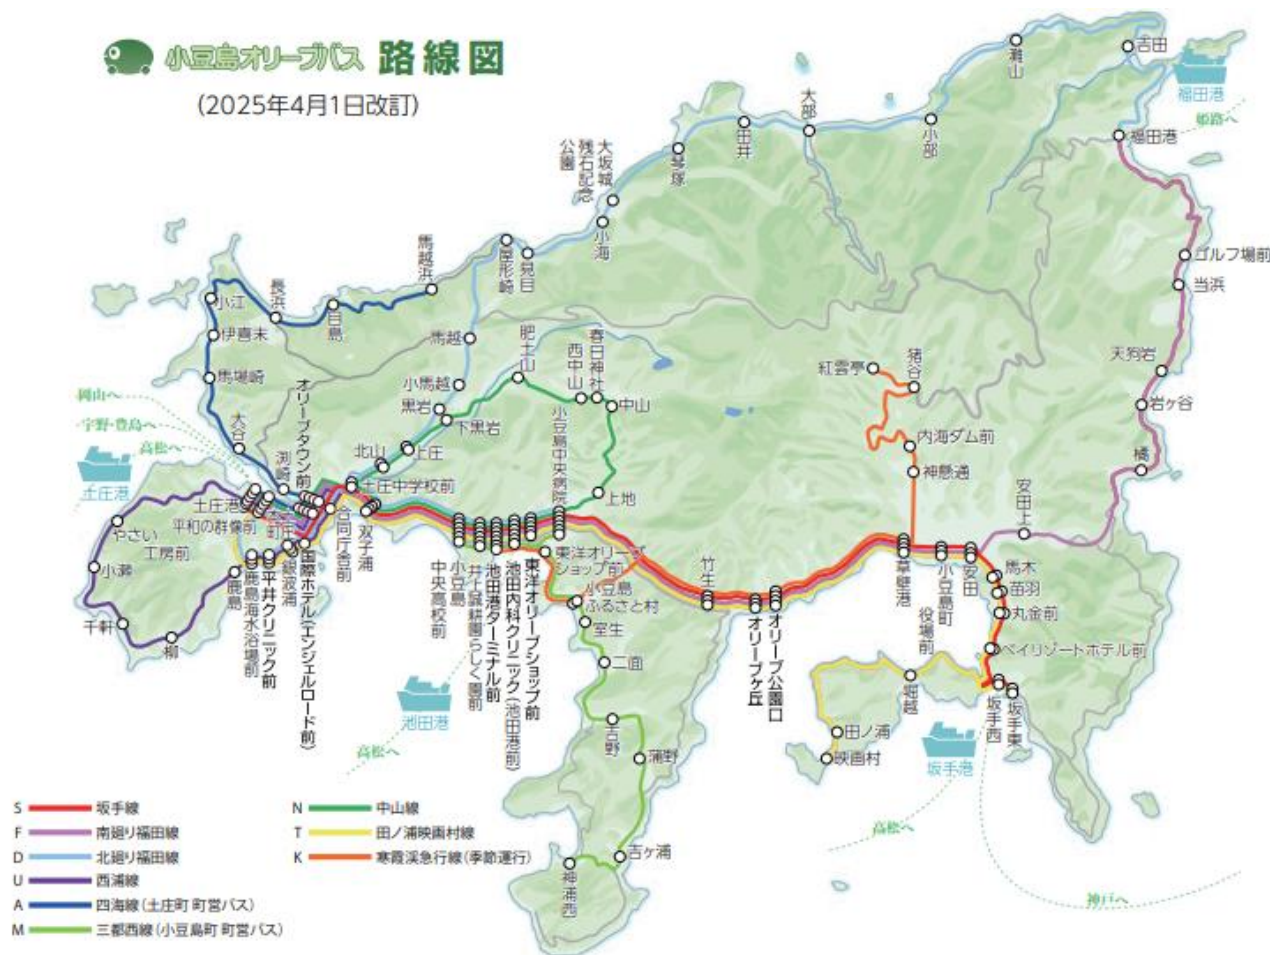 小豆島オリーブバス 路線図
(2025年4月1日改訂)
灘山
吉田
福田港
姫路へ
福田港
大部
小部
田井
琴塚
大坂城
残石記念
公園
小海
見目
屋形崎
馬越浜
ゴルフ場前
当浜
天狗岩
岩ヶ谷
橘
安田上
小江
長浜
目島
伊喜末
馬場崎
大谷
渕崎
オリーブタウン前
馬越
小馬越
黒岩
下黒岩
肥土山
西中山
春日神社
中山
上地
小豆島中央病院
北山
上庄
土庄中学校前
紅雲亭
猪谷
内海ダム前
神懸通
岡山へ
宇野・豊島へ
高松へ
土庄港
土庄港
平和の群像前
やさい
工房前
小瀬
千軒
柳
鹿島
鹿島海水浴場前
平井クリニック前
銀波浦
国際ホテル(エンジェルロード前)
合同庁舎前
双子浦
小豆島
中央高校前
井上誠耕園らしく園前
池田港ターミナル前
池田内科クリニック(池田港前)
東洋オリーブショップ前
東洋オリーブ
ショップ前
小豆島
ふるさと村
室生
二面
吉野
蒲野
吉ヶ浦
神浦西
竹生
オリーブヶ丘
オリーブ公園口
草壁港
小豆島町
役場前
安田
馬木
苗羽
丸金前
ベイリゾートホテル前
坂手西
坂手東
堀越
田ノ浦
映画村
池田港
高松へ
坂手港
高松へ
神戸へ
S 坂手線
F 南廻り福田線
D 北廻り福田線
U 西浦線
A 四海線(土庄町 町営バス)
M 三都西線(小豆島町 町営バス)
N 中山線
T 田ノ浦映画村線
K 寒霞渓急行線(季節運行)